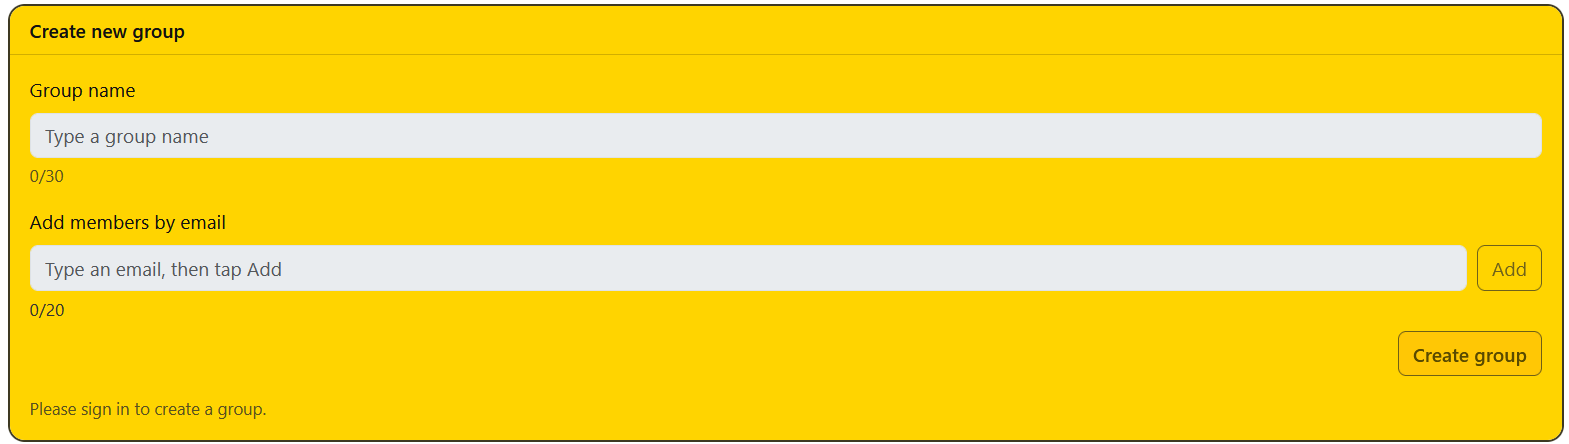 Create new group
Group name
Type a group name
0/30
Add members by email
Type an email, then tap Add
Add
0/20
Create group
Please sign in to create a group.